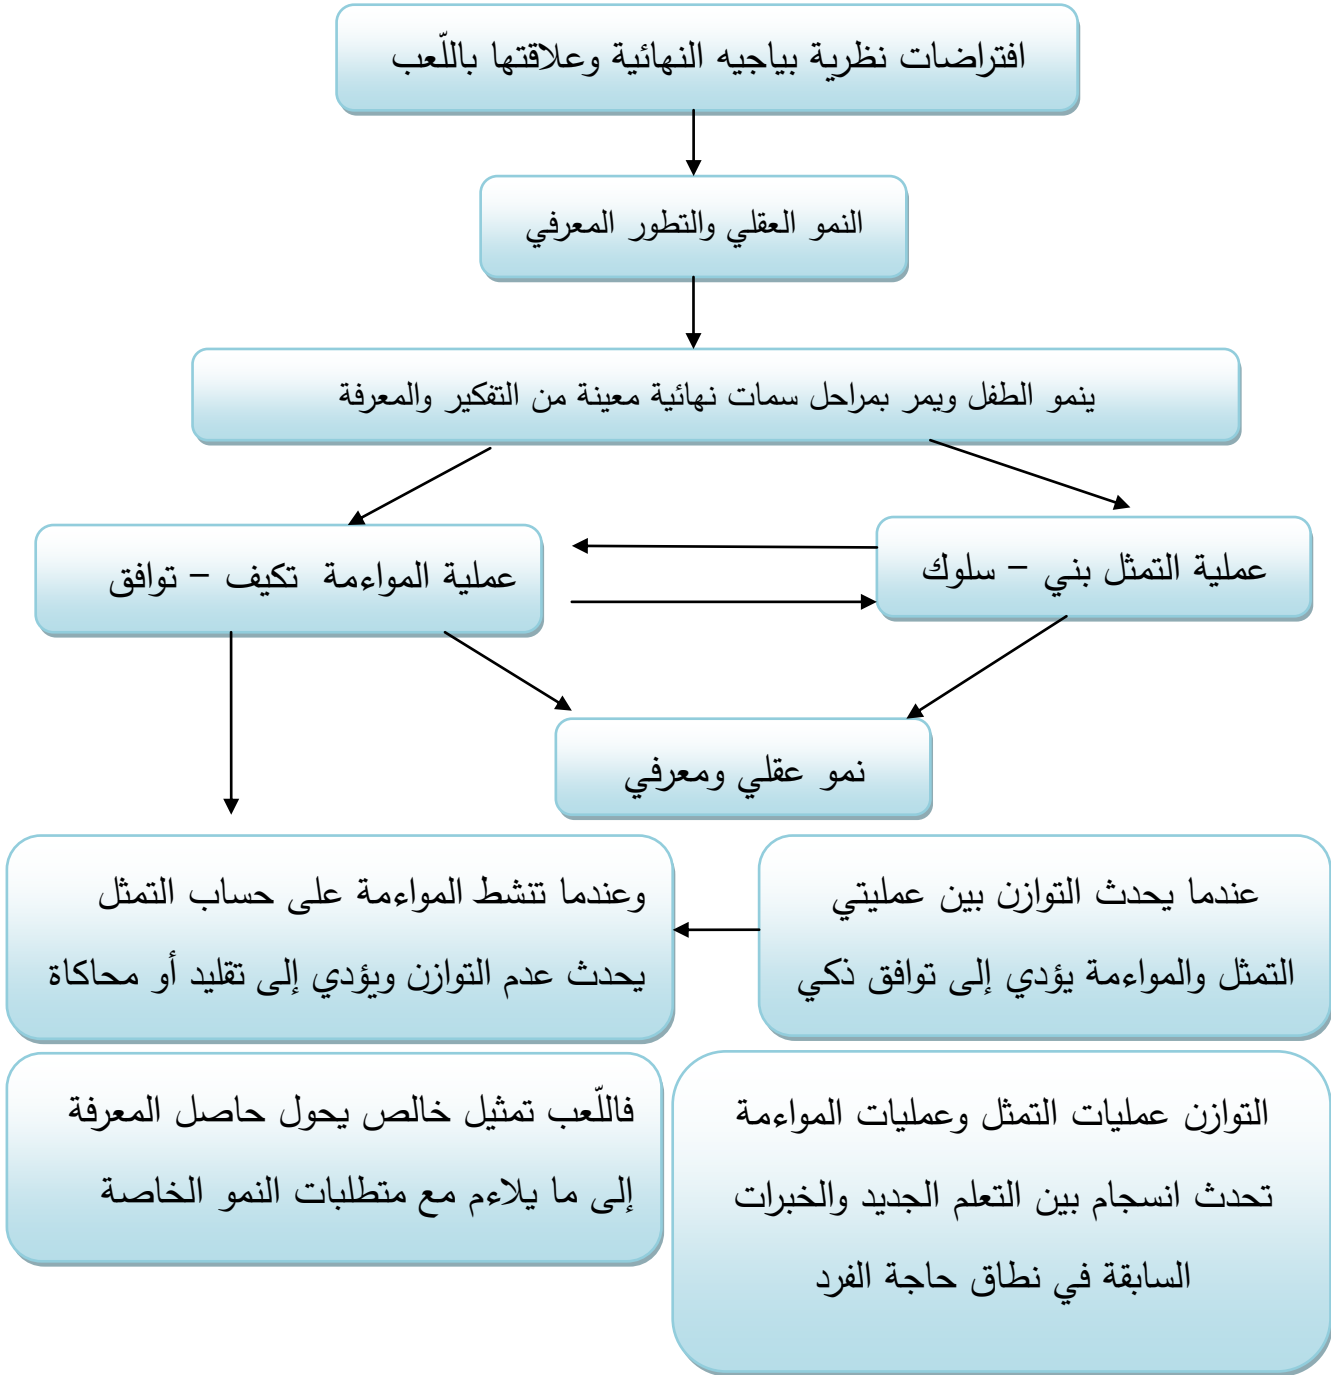 افتراضات نظرية بياجيه النهائية وعلاقتها باللّعب
النمو العقلي والتطور المعرفي
ينمو الطفل ويمر بمراحل سمات نهائية معينة من التفكير والمعرفة
عملية التمثل بني – سلوك
عملية المواءمة تكيف – توافق
نمو عقلي ومعرفي
عندما يحدث التوازن بين عمليتي
التمثل والمواءمة يؤدي إلى توافق ذكي
وعندما تنشط المواءمة على حساب التمثل
يحدث عدم التوازن ويؤدي إلى تقليد أو محاكاة
التوازن عمليات التمثل وعمليات المواءمة
تحدث انسجام بين التعلم الجديد والخبرات
السابقة في نطاق حاجة الفرد
فاللّعب تمثيل خالص يحول حاصل المعرفة
إلى ما يلاءم مع متطلبات النمو الخاصة